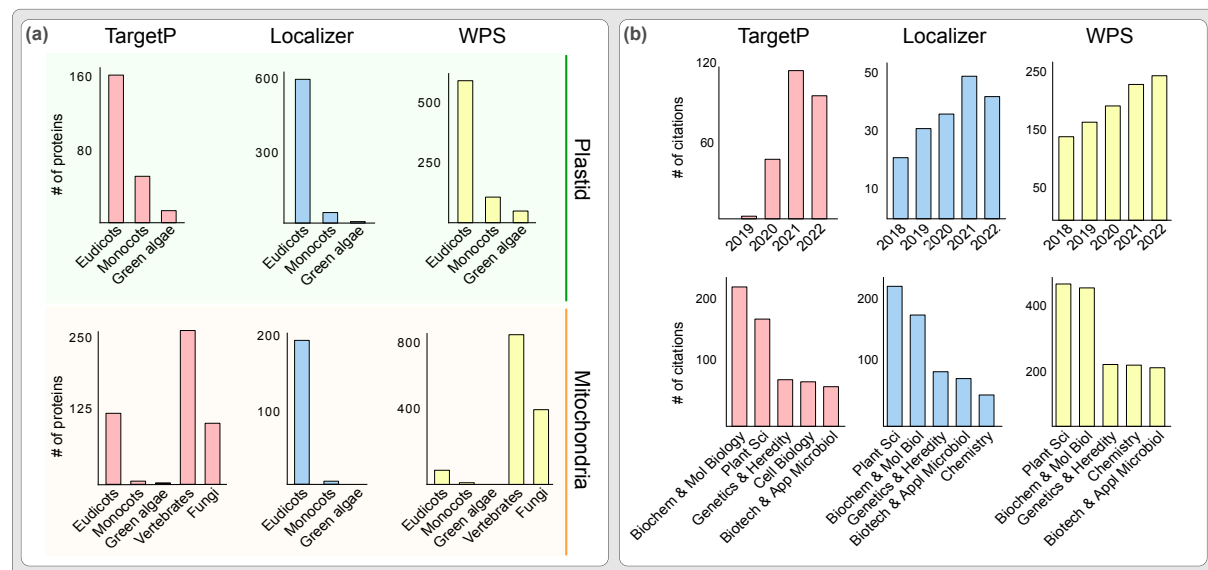 (a)
TargetP
Localizer
WPS
# of proteins
160
80
Eudicots
Monocots
Green algae
600
300
Eudicots
Monocots
Green algae
500
250
Eudicots
Monocots
Green algae
Plastid
# of proteins
250
125
Eudicots
Monocots
Green algae
Vertebrates
Fungi
200
100
Eudicots
Monocots
Green algae
800
400
Eudicots
Monocots
Green algae
Vertebrates
Fungi
Mitochondria
(b)
TargetP
Localizer
WPS
# of citations
120
60
2019
2020
2021
2022
50
30
10
2018
2019
2020
2021
2022.
250
150
50
2018
2019
2020
2021
2022
# of citations
200
100
Biochem & Mol Biology
Plant Sci
Genetics & Heredity
Cell Biology
Biotech & App Microbiol
200
100
Plant Sci
Biochem & Mol Biol
Genetics & Heredity
Biotech & Appl Microbiol
Chemistry
400
200
Plant Sci
Biochem & Mol Biol
Genetics & Heredity
Chemistry
Biotech & Appl Microbiol